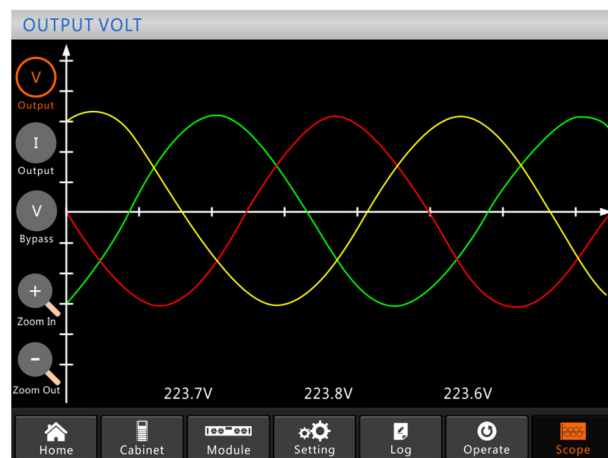 OUTPUT VOLT
V
Output
I
Output
V
Bypass
+
Zoom In
-
Zoom Out
223.7V 223.8V 223.6V
Home Cabinet Module Setting Log Operate Scope